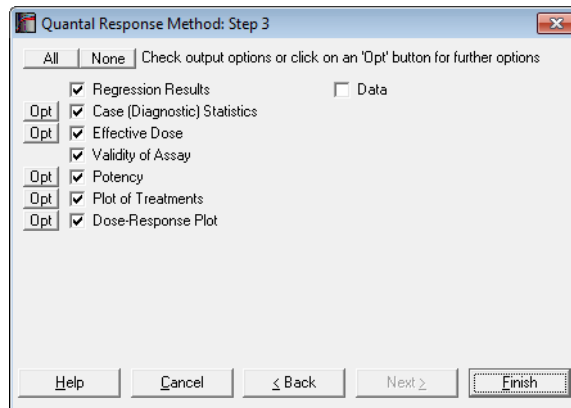 Quantal Response Method: Step 3
All None Check output options or click on an 'Opt' button for further options
Regression Results Data
Opt Case (Diagnostic) Statistics
Opt Effective Dose
Validity of Assay
Opt Potency
Opt Plot of Treatments
Opt Dose-Response Plot
Help Cancel < Back Next > Finish